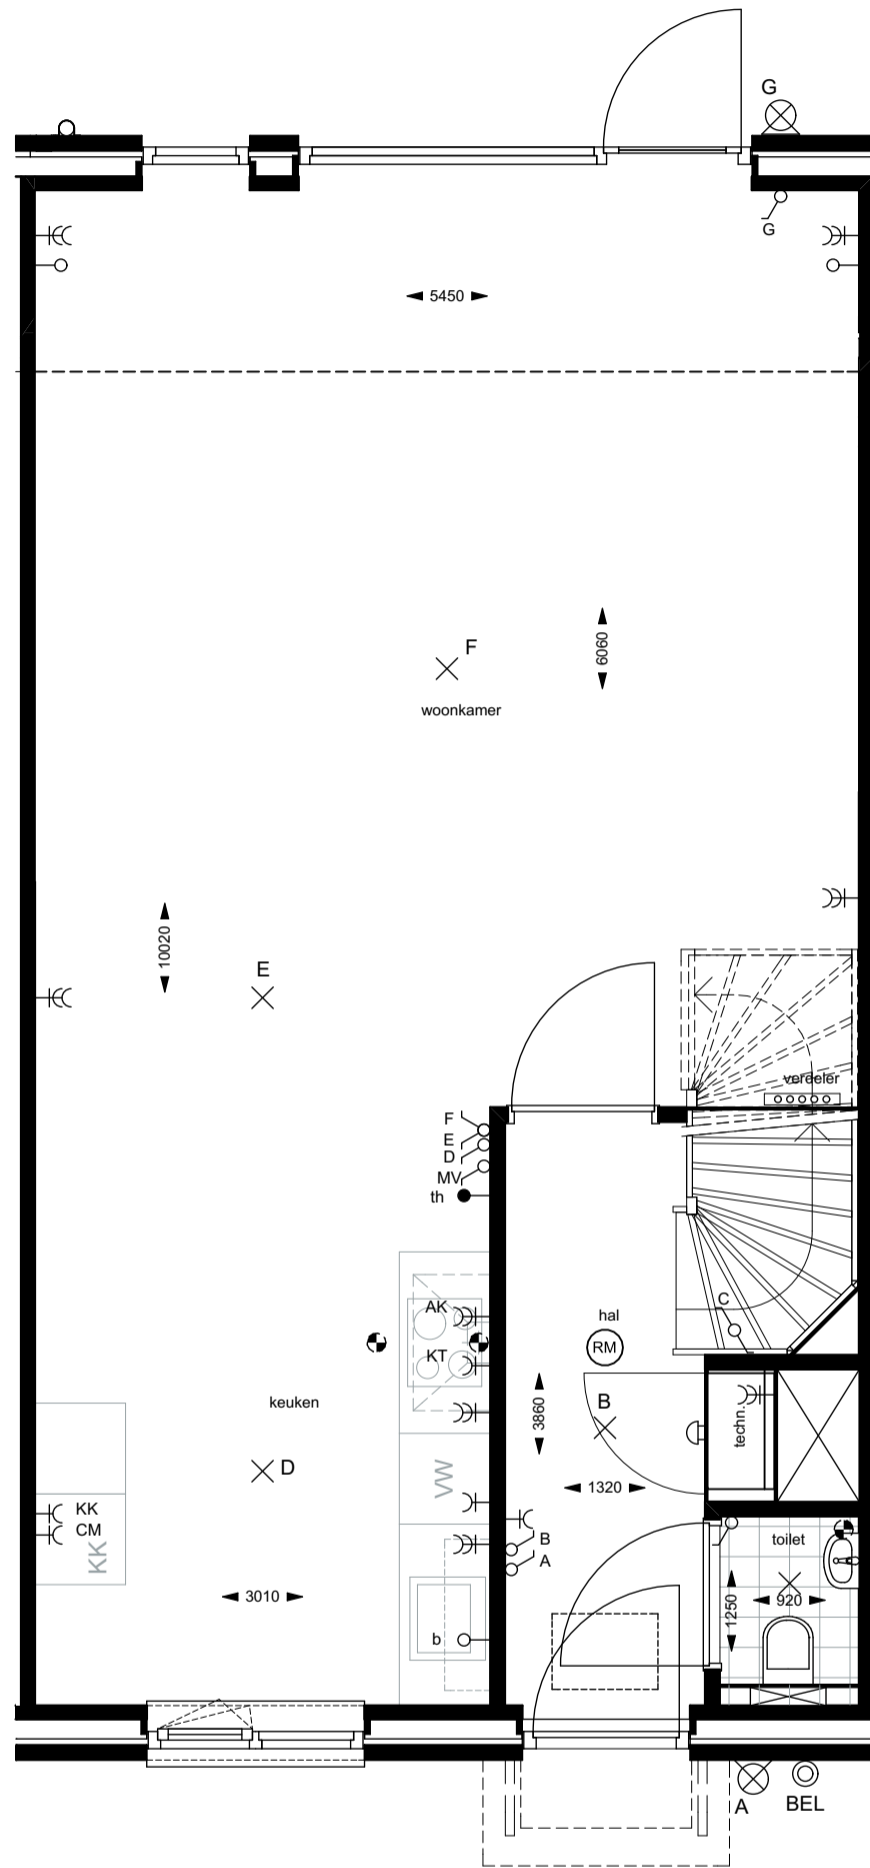 G
G
5450
F
6060
woonkamer
10020
E
verdeler
F
E
D
MV
th
C
AK
hal
RM
KT
keuken
B
3860
techn.
D
VW
1320
KK
CM
KK
B
A
toilet
3010
1250
920
b
A
BEL